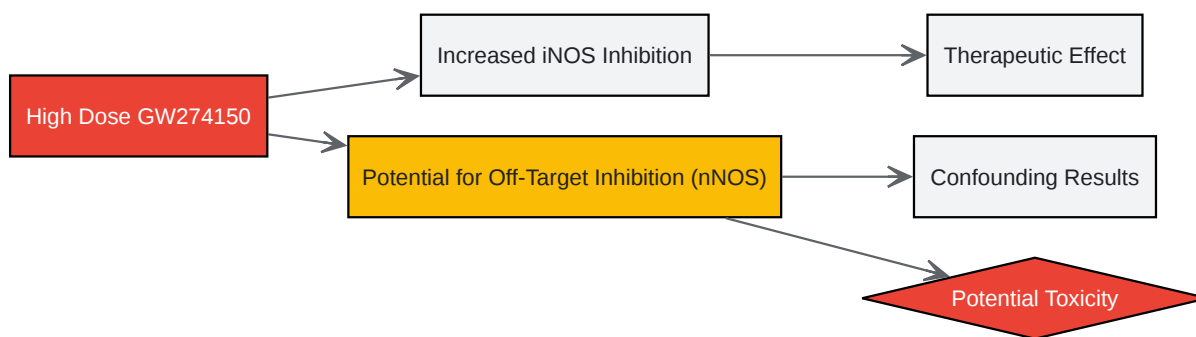 Increased iNOS Inhibition
Therapeutic Effect
High Dose GW274150
Potential for Off-Target Inhibition (nNOS)
Confounding Results
Potential Toxicity